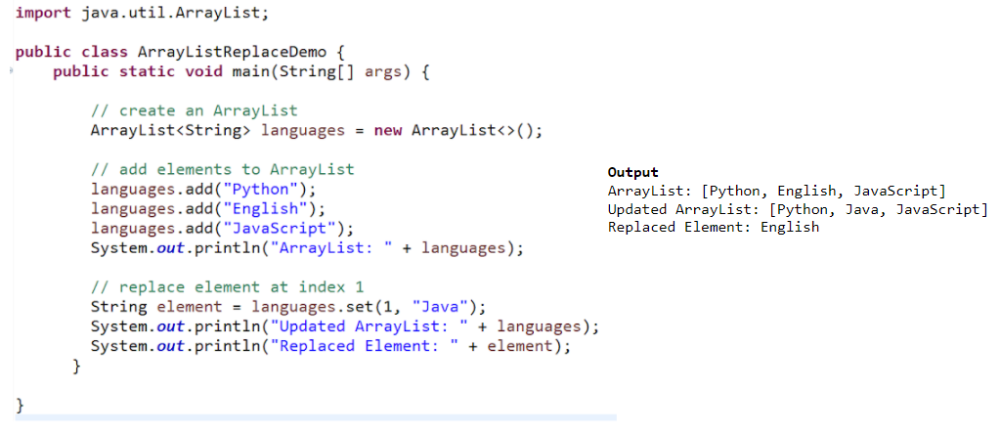 import java.util.ArrayList;
public class ArrayListReplaceDemo {
public static void main(String[] args) {
// create an ArrayList
ArrayList<String> languages = new ArrayList<>();
// add elements to ArrayList
languages.add("Python");
languages.add("English");
languages.add("JavaScript");
System.out.println("ArrayList: " + languages);
// replace element at index 1
String element = languages.set(1, "Java");
System.out.println("Updated ArrayList: " + languages);
System.out.println("Replaced Element: " + element);
}
}
Output
ArrayList: [Python, English, JavaScript]
Updated ArrayList: [Python, Java, JavaScript]
Replaced Element: English